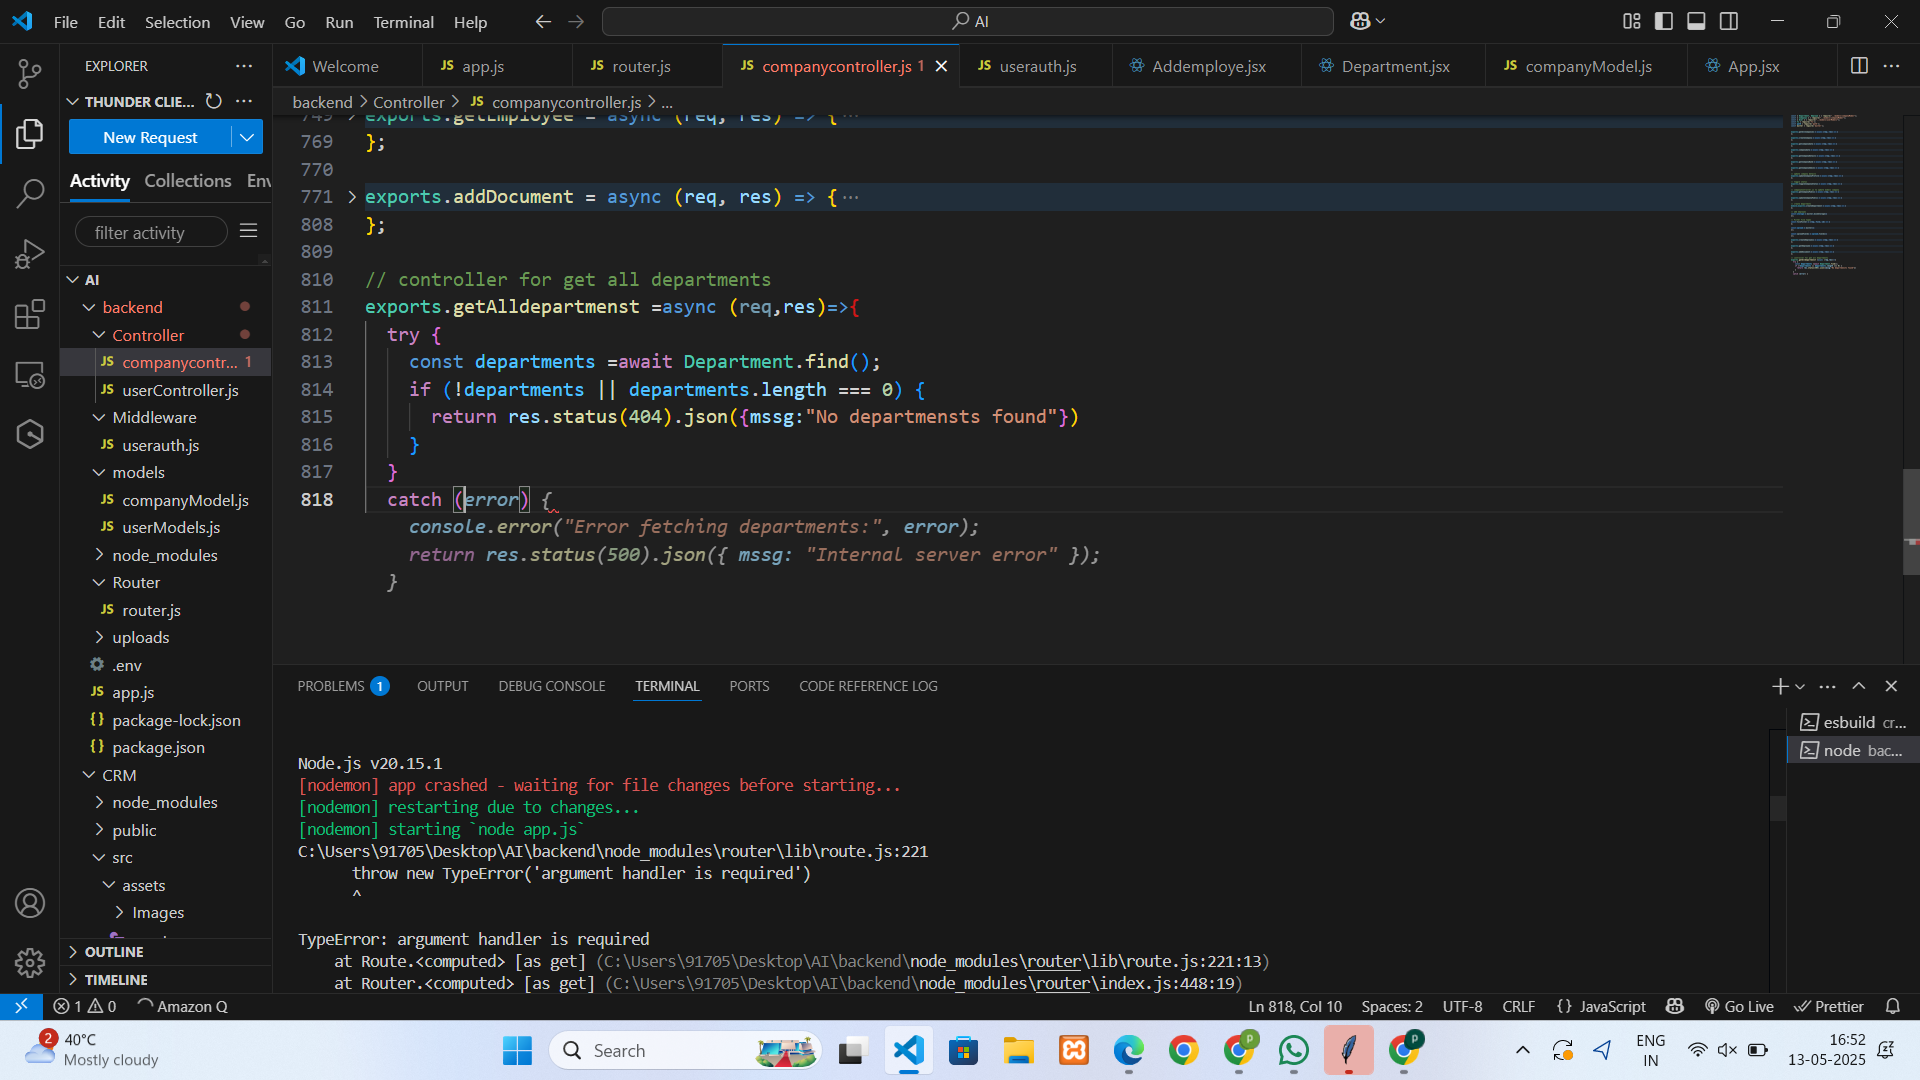 File Edit Selection View Go Run Terminal Help
AI
EXPLORER
THUNDER CLIE...
New Request
Activity Collections Env
filter activity
AI
backend
Controller
companycontr... 1
userController.js
Middleware
userauth.js
models
companyModel.js
userModels.js
node_modules
Router
router.js
uploads
.env
app.js
package-lock.json
package.json
CRM
node_modules
public
src
assets
Images
OUTLINE
TIMELINE
Welcome
JS app.js
JS router.js
JS companycontroller.js 1
JS userauth.js
Addemploye.jsx
Department.jsx
JS companyModel.js
App.jsx
backend > Controller > JS companycontroller.js > ...
749 exports.getEmployee = async (req, res) => {...
769 };
770
771 exports.addDocument = async (req, res) => {...
808 };
809
810 // controller for get all departments
811 exports.getAlldepartmenst =async (req,res)=>{
812 try {
813 const departments =await Department.find();
814 if (!departments || departments.length === 0) {
815 return res.status(404).json({mssg:"No departmensts found"})
816 }
817 }
818 catch (error) {
console.error("Error fetching departments:", error);
return res.status(500).json({ mssg: "Internal server error" });
}
PROBLEMS 1 OUTPUT DEBUG CONSOLE TERMINAL PORTS CODE REFERENCE LOG
esbuild cr...
node bac...
Node.js v20.15.1
[nodemon] app crashed - waiting for file changes before starting...
[nodemon] restarting due to changes...
[nodemon] starting `node app.js`
C:\Users\91705\Desktop\AI\backend\node_modules\router\lib\route.js:221
throw new TypeError('argument handler is required')
^
TypeError: argument handler is required
at Route.<computed> [as get] (C:\Users\91705\Desktop\AI\backend\node_modules\router\lib\route.js:221:13)
at Router.<computed> [as get] (C:\Users\91705\Desktop\AI\backend\node_modules\router\index.js:448:19)
1 0 Amazon Q
Ln 818, Col 10 Spaces: 2 UTF-8 CRLF {} JavaScript Go Live Prettier
2
40°C
Mostly cloudy
Search
ENG
IN
16:52
13-05-2025